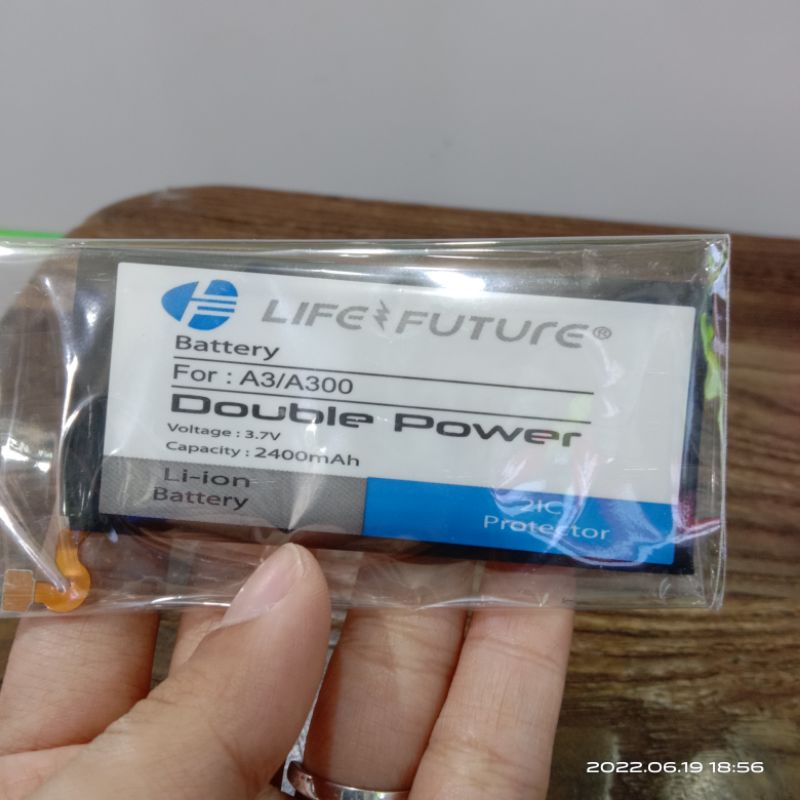 LIFE FUTURE®
Battery
For : A3/A300
Double Power
Voltage : 3.7V
Capacity : 2400mAh
Li-ion
Battery
2IC
Protector
2022.06.19 18:56